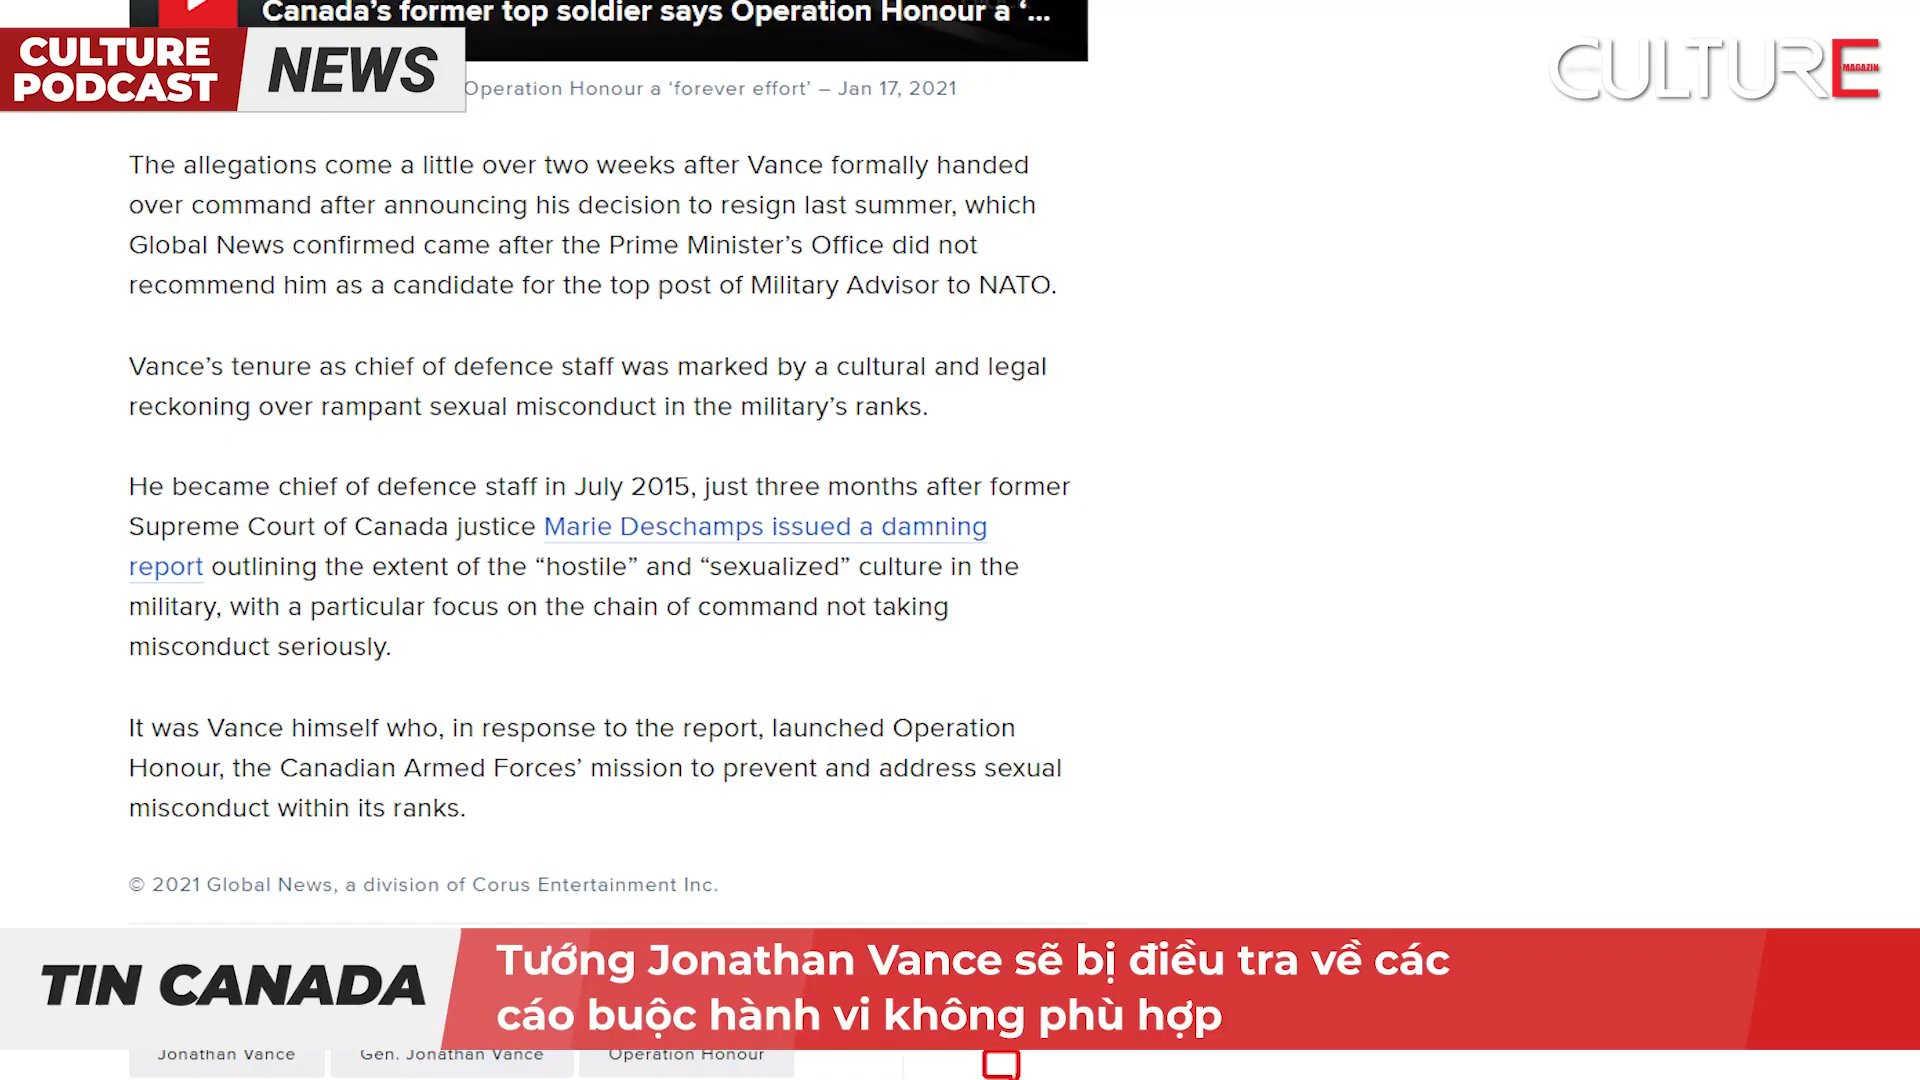 Canada’s former top soldier says Operation Honour a ‘...
CULTURE
PODCAST
NEWS
CULTURE
MAGAZIN
Operation Honour a ‘forever effort’ – Jan 17, 2021
The allegations come a little over two weeks after Vance formally handed
over command after announcing his decision to resign last summer, which
Global News confirmed came after the Prime Minister’s Office did not
recommend him as a candidate for the top post of Military Advisor to NATO.
Vance’s tenure as chief of defence staff was marked by a cultural and legal
reckoning over rampant sexual misconduct in the military’s ranks.
He became chief of defence staff in July 2015, just three months after former
Supreme Court of Canada justice Marie Deschamps issued a damning
report outlining the extent of the “hostile” and “sexualized” culture in the
military, with a particular focus on the chain of command not taking
misconduct seriously.
It was Vance himself who, in response to the report, launched Operation
Honour, the Canadian Armed Forces’ mission to prevent and address sexual
misconduct within its ranks.
© 2021 Global News, a division of Corus Entertainment Inc.
TIN CANADA
Tướng Jonathan Vance sẽ bị điều tra về các
cáo buộc hành vi không phù hợp
Jonathan Vance
Gen. Jonathan Vance
Operation Honour